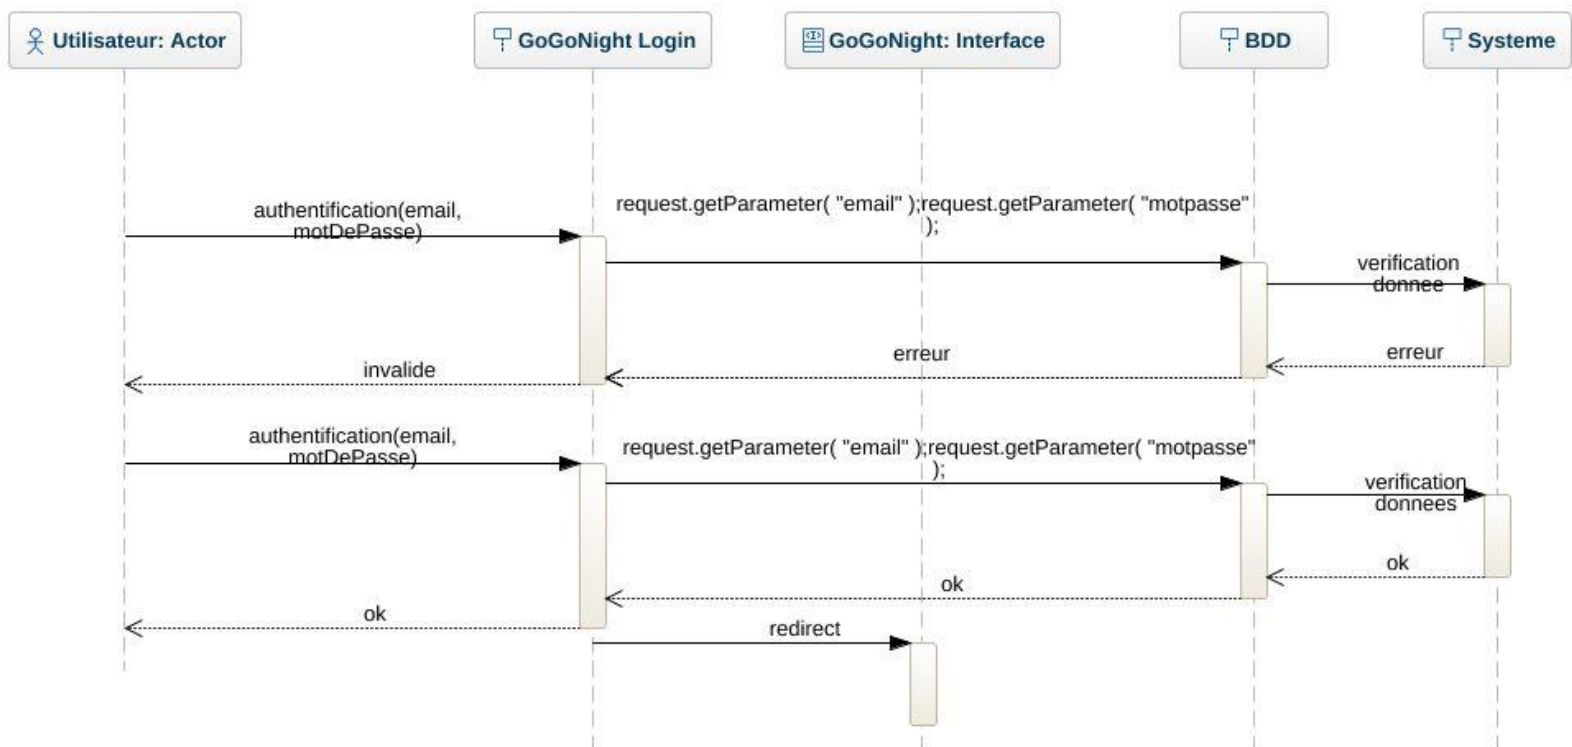 Utilisateur: Actor
GoGoNight Login
GoGoNight: Interface
BDD
Systeme
authentification(email,
motDePasse)
request.getParameter( "email" );request.getParameter( "motpasse"
);
verification
donnee
erreur
erreur
invalide
authentification(email,
motDePasse)
request.getParameter( "email" );request.getParameter( "motpasse"
);
verification
donnees
ok
ok
ok
redirect